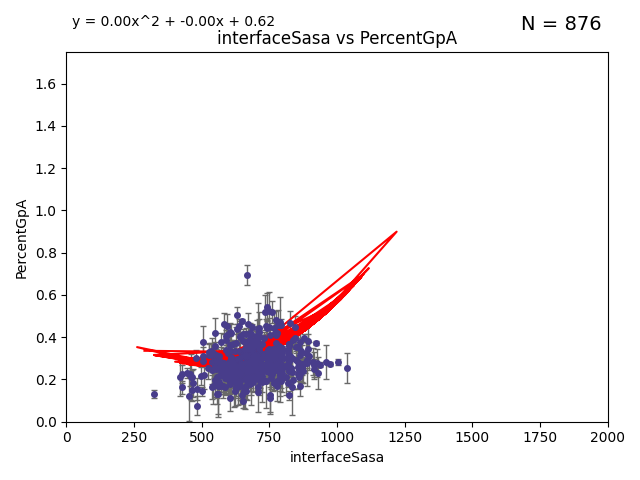 y = 0.00x^2 + -0.00x + 0.62
N = 876
interfaceSasa vs PercentGpA
PercentGpA
1.6
1.4
1.2
1.0
0.8
0.6
0.4
0.2
0.0
0 250 500 750 1000 1250 1500 1750 2000
interfaceSasa